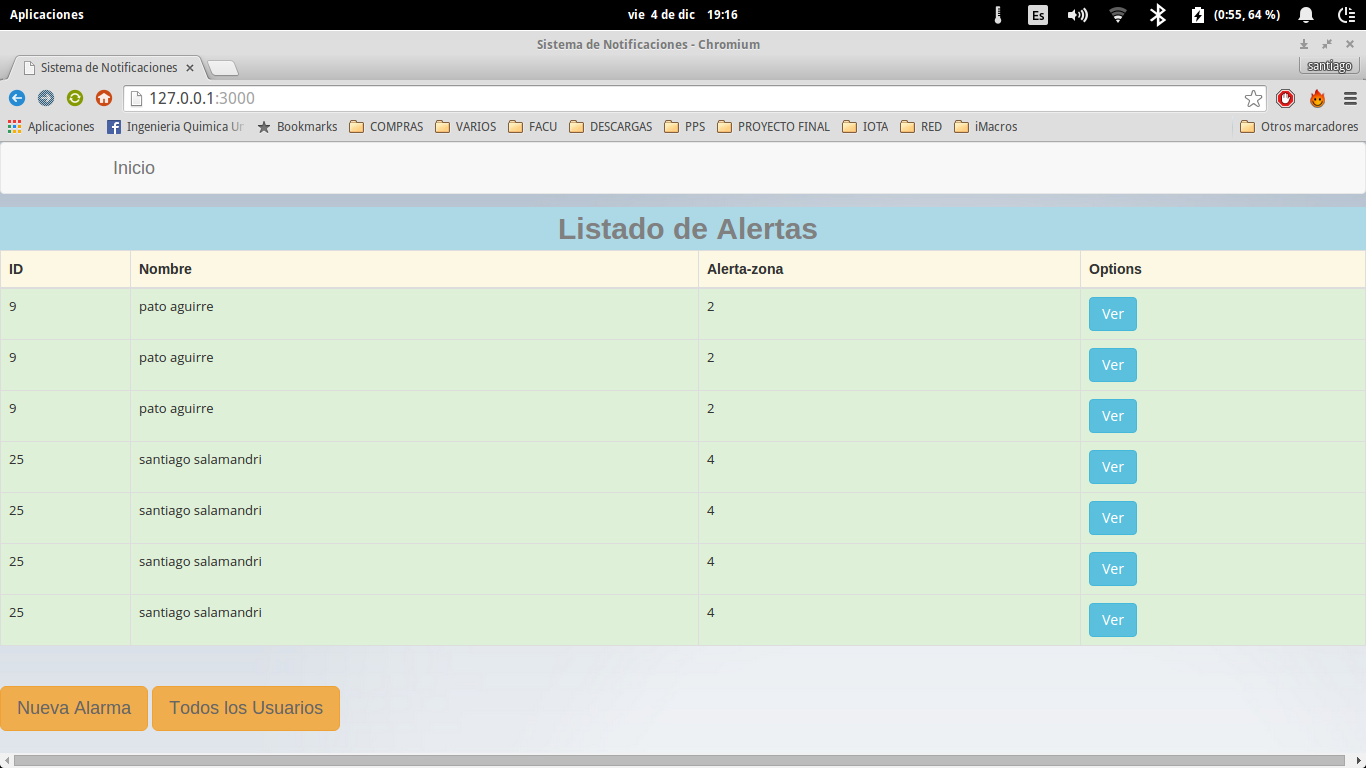 Aplicaciones vie 4 de dic 19:16 Es (0:55, 64 %)
Sistema de Notificaciones - Chromium
Sistema de Notificaciones santiago
127.0.0.1:3000
Aplicaciones Ingenieria Quimica Ur Bookmarks COMPRAS VARIOS FACU DESCARGAS PPS PROYECTO FINAL IOTA RED iMacros Otros marcadores
Inicio
Listado de Alertas
ID Nombre Alerta-zona Options
9 pato aguirre 2 Ver
9 pato aguirre 2 Ver
9 pato aguirre 2 Ver
25 santiago salamandri 4 Ver
25 santiago salamandri 4 Ver
25 santiago salamandri 4 Ver
25 santiago salamandri 4 Ver
Nueva Alarma Todos los Usuarios